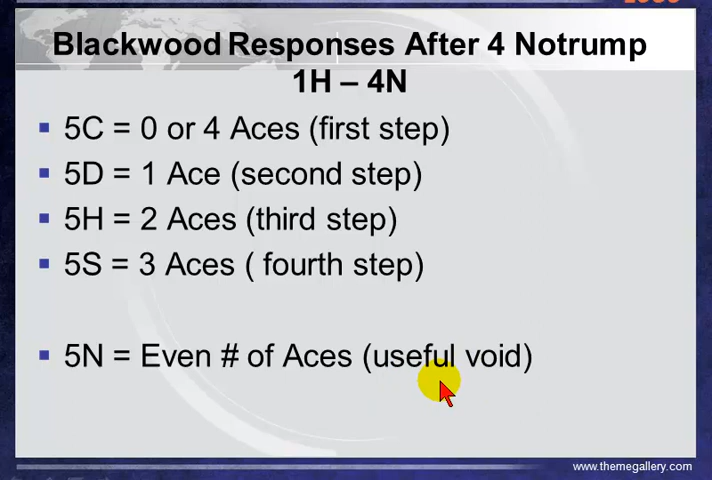 Blackwood Responses After 4 Notrump
1H – 4N
▪ 5C = 0 or 4 Aces (first step)
▪ 5D = 1 Ace (second step)
▪ 5H = 2 Aces (third step)
▪ 5S = 3 Aces ( fourth step)
▪ 5N = Even # of Aces (useful void)
www.themegallery.com